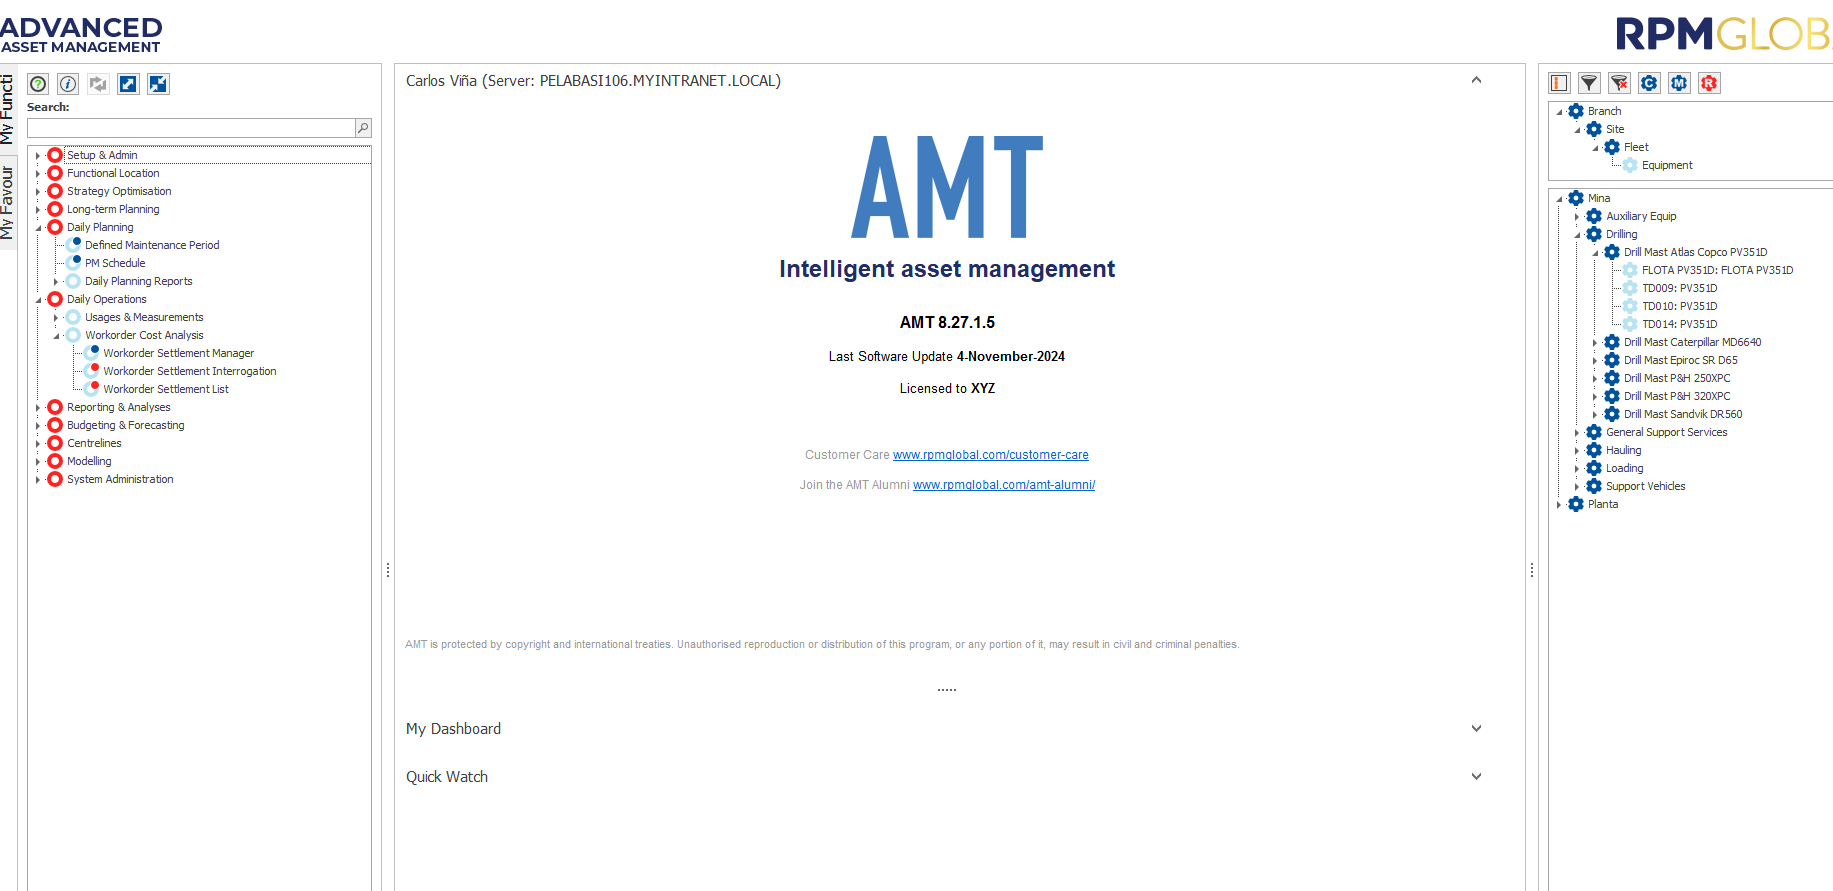 ADVANCED
ASSET MANAGEMENT
RPMGLOB
My Functi
My Favour
Search:
Setup & Admin
Functional Location
Strategy Optimisation
Long-term Planning
Daily Planning
Defined Maintenance Period
PM Schedule
Daily Planning Reports
Daily Operations
Usages & Measurements
Workorder Cost Analysis
Workorder Settlement Manager
Workorder Settlement Interrogation
Workorder Settlement List
Reporting & Analyses
Budgeting & Forecasting
Centrelines
Modelling
System Administration
Carlos Viña (Server: PELABASI106.MYINTRANET.LOCAL)
AMT
Intelligent asset management
AMT 8.27.1.5
Last Software Update 4-November-2024
Licensed to XYZ
Customer Care www.rpmglobal.com/customer-care
Join the AMT Alumni www.rpmglobal.com/amt-alumni/
AMT is protected by copyright and international treaties. Unauthorised reproduction or distribution of this program, or any portion of it, may result in civil and criminal penalties.
My Dashboard
Quick Watch
C
M
R
Branch
Site
Fleet
Equipment
Mina
Auxiliary Equip
Drilling
Drill Mast Atlas Copco PV351D
FLOTA PV351D: FLOTA PV351D
TD009: PV351D
TD010: PV351D
TD014: PV351D
Drill Mast Caterpillar MD6640
Drill Mast Epiroc SR D65
Drill Mast P&H 250XPC
Drill Mast P&H 320XPC
Drill Mast Sandvik DR560
General Support Services
Hauling
Loading
Support Vehicles
Planta